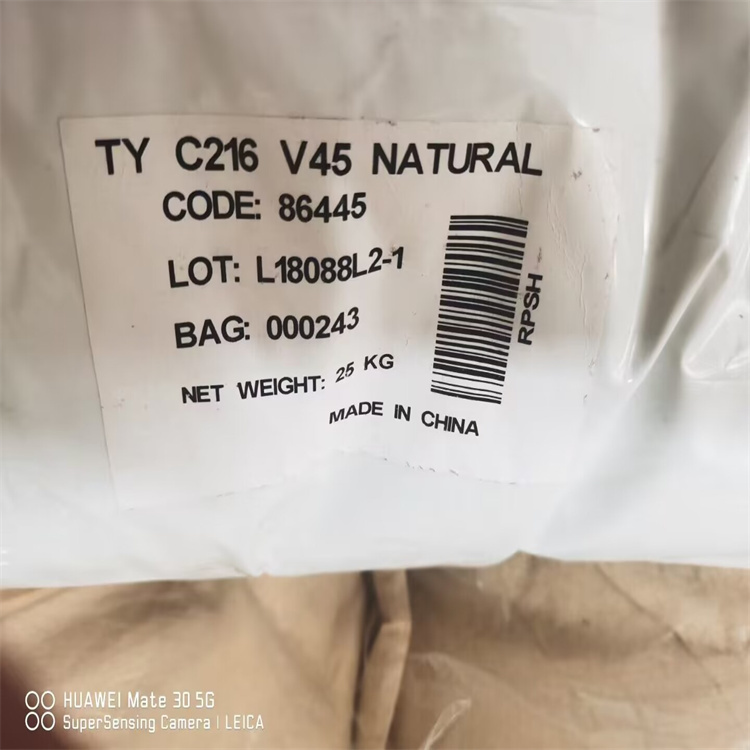 TY C216 V45 NATURAL
CODE: 86445
LOT: L18088L2-1
BAG: 000243
NET WEIGHT: 25 KG
MADE IN CHINA
RPSH
HUAWEI Mate 30 5G
SuperSensing Camera | LEICA